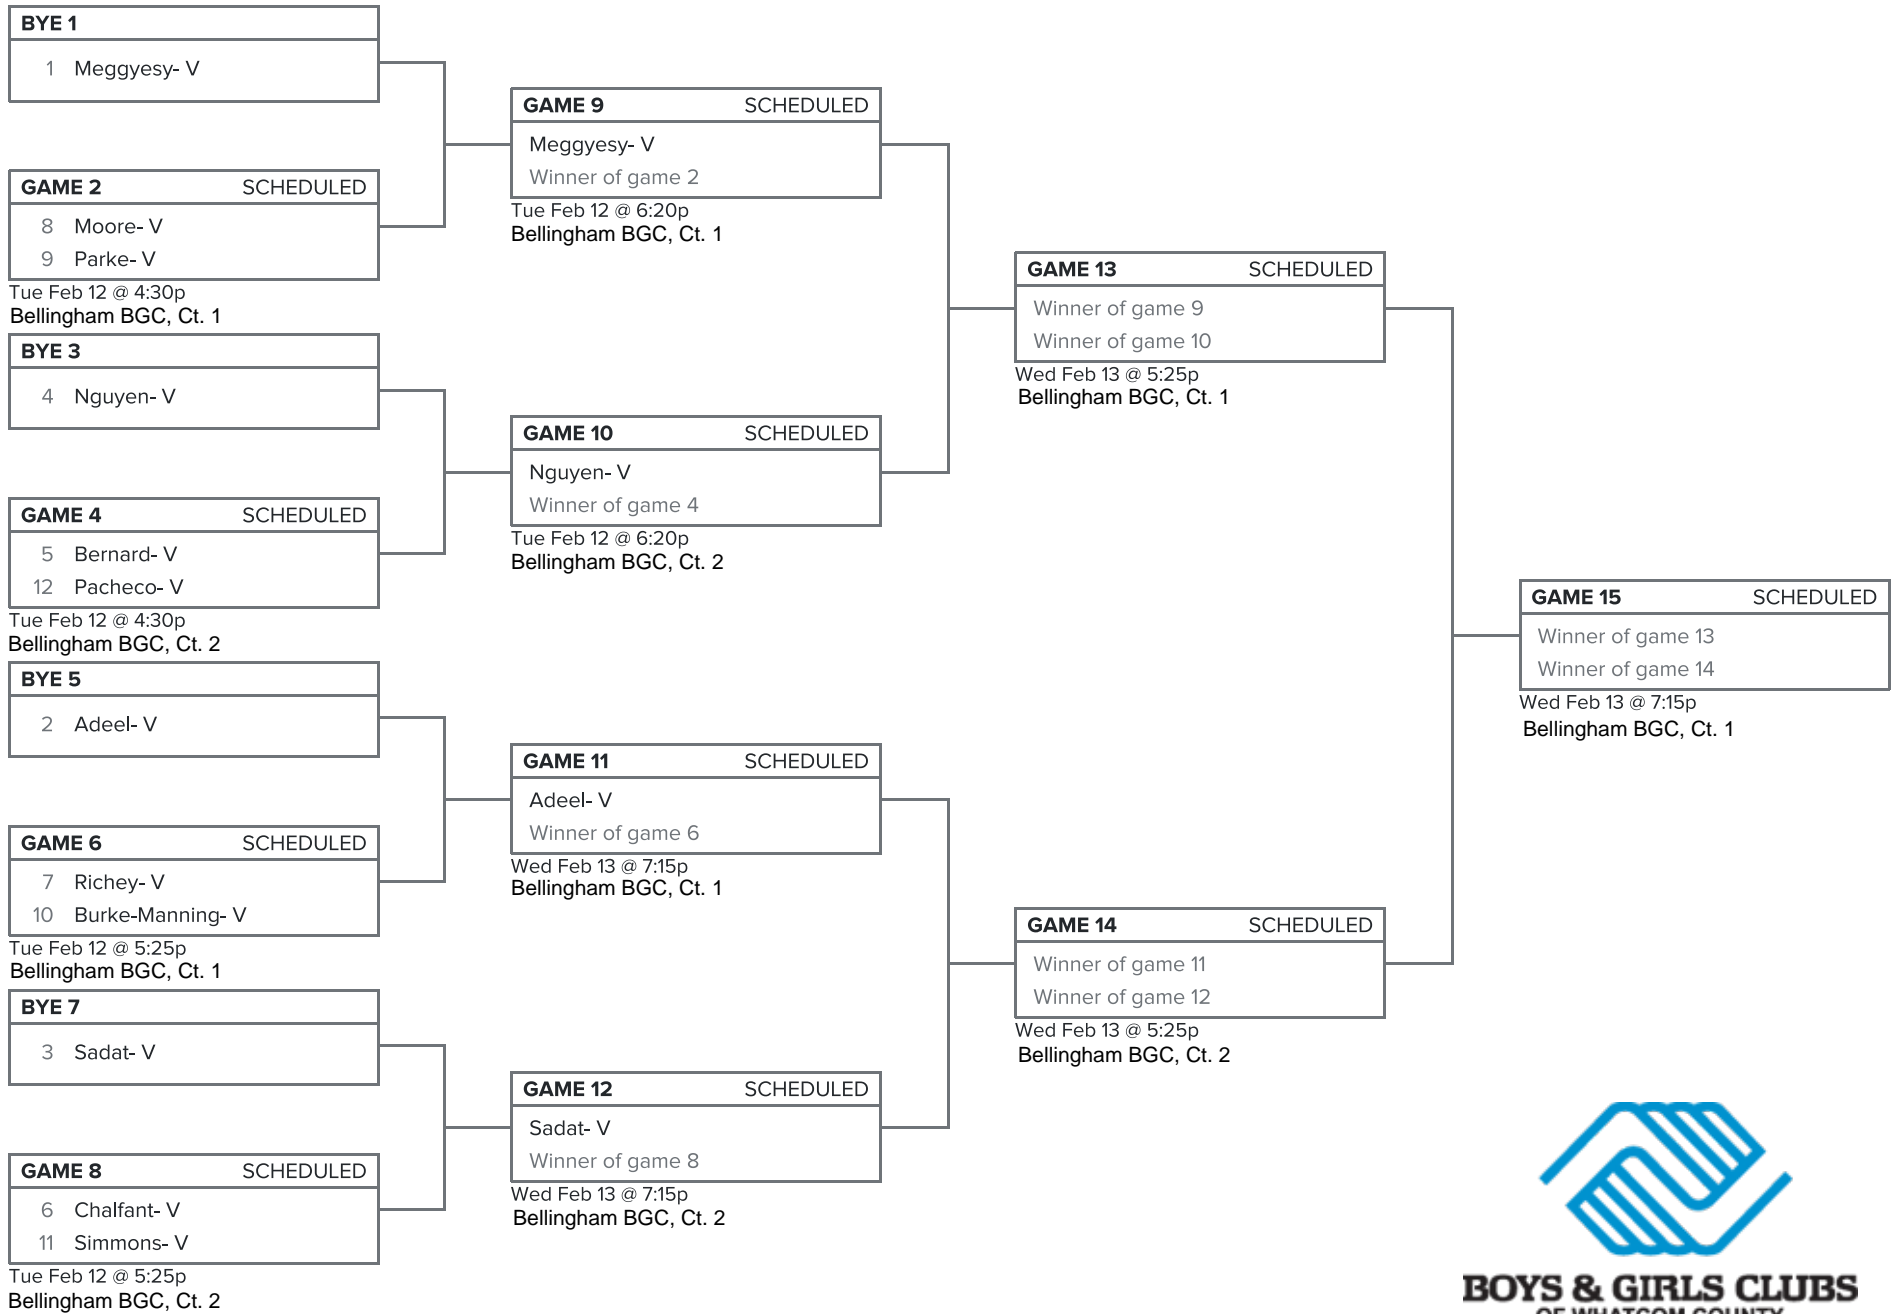 BYE 1
1 Meggyesy- V
GAME 2 SCHEDULED
8 Moore- V
9 Parke- V
Tue Feb 12 @ 4:30p
Bellingham BGC, Ct. 1
BYE 3
4 Nguyen- V
GAME 4 SCHEDULED
5 Bernard- V
12 Pacheco- V
Tue Feb 12 @ 4:30p
Bellingham BGC, Ct. 2
BYE 5
2 Adeel- V
GAME 6 SCHEDULED
7 Richey- V
10 Burke-Manning- V
Tue Feb 12 @ 5:25p
Bellingham BGC, Ct. 1
BYE 7
3 Sadat- V
GAME 8 SCHEDULED
6 Chalfant- V
11 Simmons- V
Tue Feb 12 @ 5:25p
Bellingham BGC, Ct. 2
GAME 9 SCHEDULED
Meggyesy- V
Winner of game 2
Tue Feb 12 @ 6:20p
Bellingham BGC, Ct. 1
GAME 10 SCHEDULED
Nguyen- V
Winner of game 4
Tue Feb 12 @ 6:20p
Bellingham BGC, Ct. 2
GAME 11 SCHEDULED
Adeel- V
Winner of game 6
Wed Feb 13 @ 7:15p
Bellingham BGC, Ct. 1
GAME 12 SCHEDULED
Sadat- V
Winner of game 8
Wed Feb 13 @ 7:15p
Bellingham BGC, Ct. 2
GAME 13 SCHEDULED
Winner of game 9
Winner of game 10
Wed Feb 13 @ 5:25p
Bellingham BGC, Ct. 1
GAME 14 SCHEDULED
Winner of game 11
Winner of game 12
Wed Feb 13 @ 5:25p
Bellingham BGC, Ct. 2
GAME 15 SCHEDULED
Winner of game 13
Winner of game 14
Wed Feb 13 @ 7:15p
Bellingham BGC, Ct. 1
BOYS & GIRLS CLUBS
OF WHATCOM COUNTY